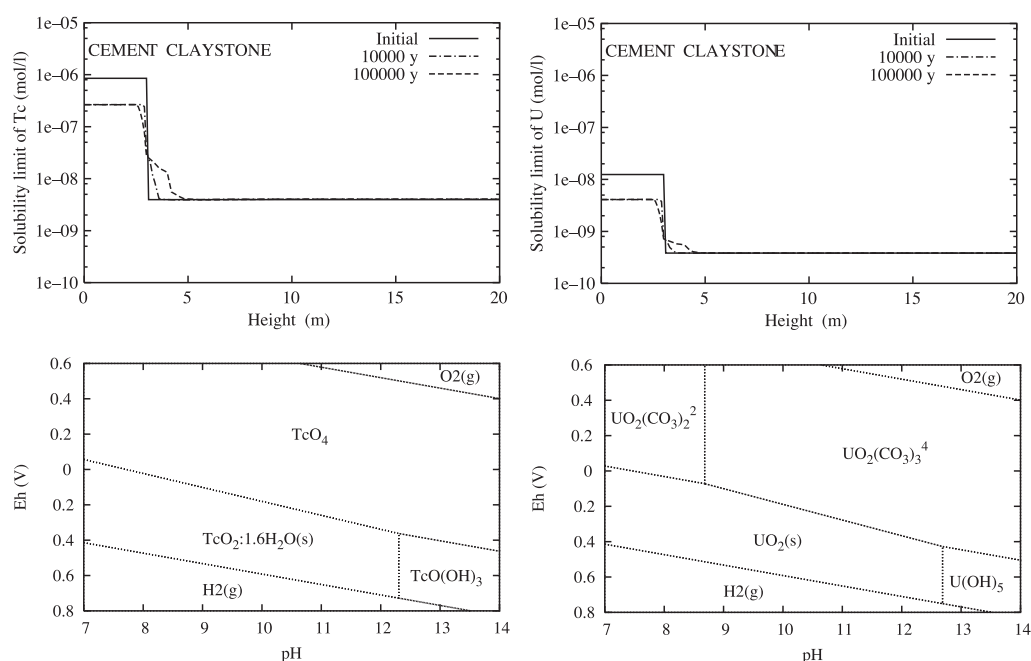 Solubility limit of Tc (mol/l)
1e−05
1e−06
1e−07
1e−08
1e−09
1e−10
CEMENT CLAYSTONE
Initial
10000 y
100000 y
0 5 10 15 20
Height (m)
Solubility limit of U (mol/l)
1e−05
1e−06
1e−07
1e−08
1e−09
1e−10
CEMENT CLAYSTONE
Initial
10000 y
100000 y
0 5 10 15 20
Height (m)
Eh (V)
0.6
0.4
0.2
0
0.2
0.4
0.6
0.8
O2(g)
TcO4
TcO2:1.6H2O(s)
TcO(OH)3
H2(g)
7 8 9 10 11 12 13 14
pH
Eh (V)
0.6
0.4
0.2
0
0.2
0.4
0.6
0.8
O2(g)
UO2(CO3)2^2
UO2(CO3)3^4
UO2(s)
U(OH)5
H2(g)
7 8 9 10 11 12 13 14
pH